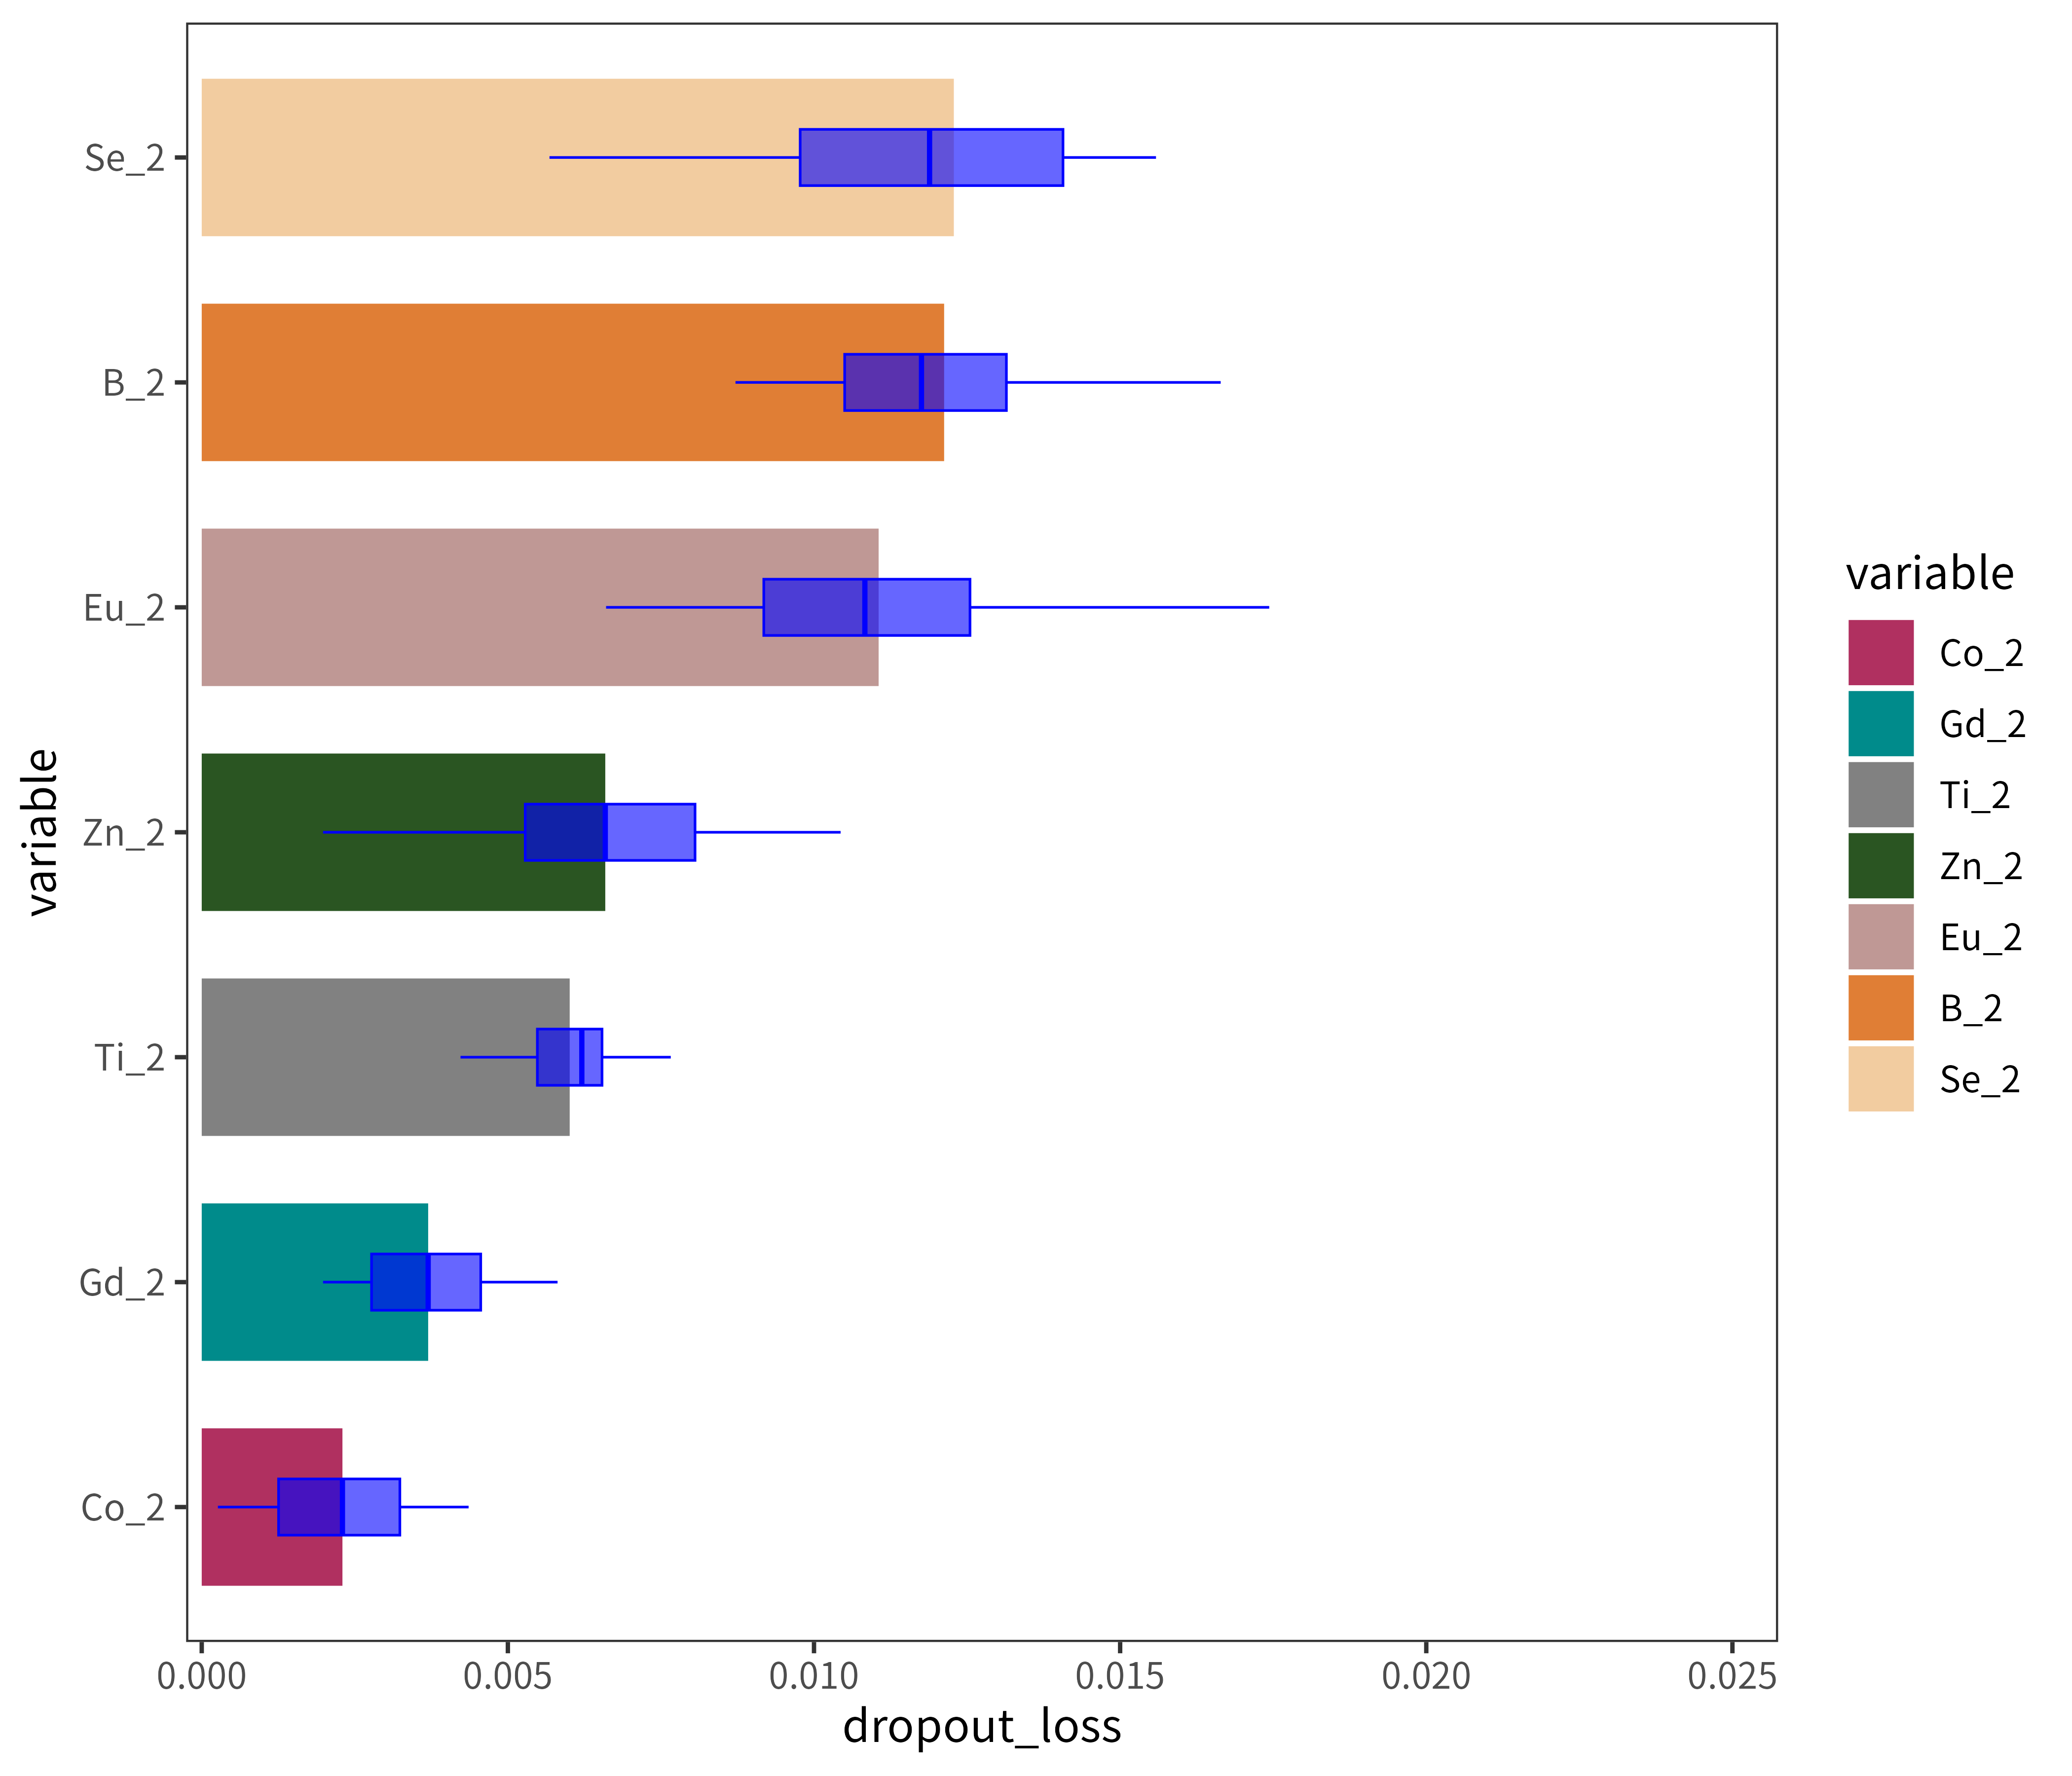 variable
Se_2
B_2
Eu_2
Zn_2
Ti_2
Gd_2
Co_2
0.000 0.005 0.010 0.015 0.020 0.025
dropout_loss
variable
Co_2
Gd_2
Ti_2
Zn_2
Eu_2
B_2
Se_2